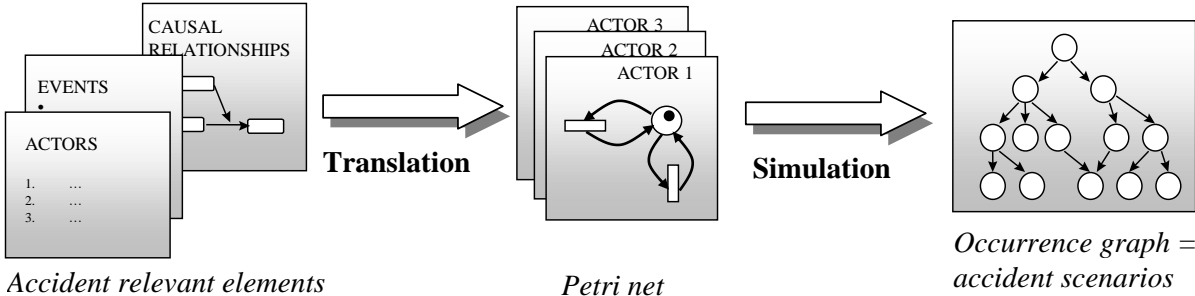 CAUSAL
RELATIONSHIPS
EVENTS
•
ACTORS
1. …
2. …
3. …
Accident relevant elements
Translation
ACTOR 3
ACTOR 2
ACTOR 1
Petri net
Simulation
Occurrence graph =
accident scenarios